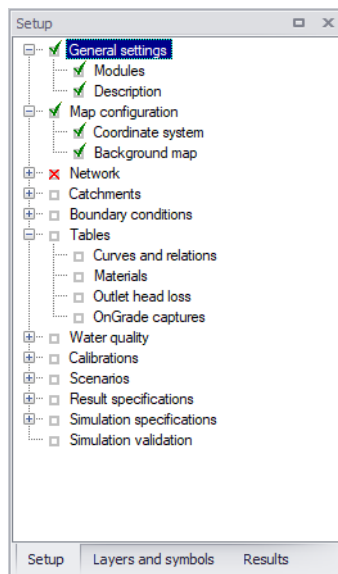 Setup
General settings
Modules
Description
Map configuration
Coordinate system
Background map
Network
Catchments
Boundary conditions
Tables
Curves and relations
Materials
Outlet head loss
OnGrade captures
Water quality
Calibrations
Scenarios
Result specifications
Simulation specifications
Simulation validation
Setup Layers and symbols Results